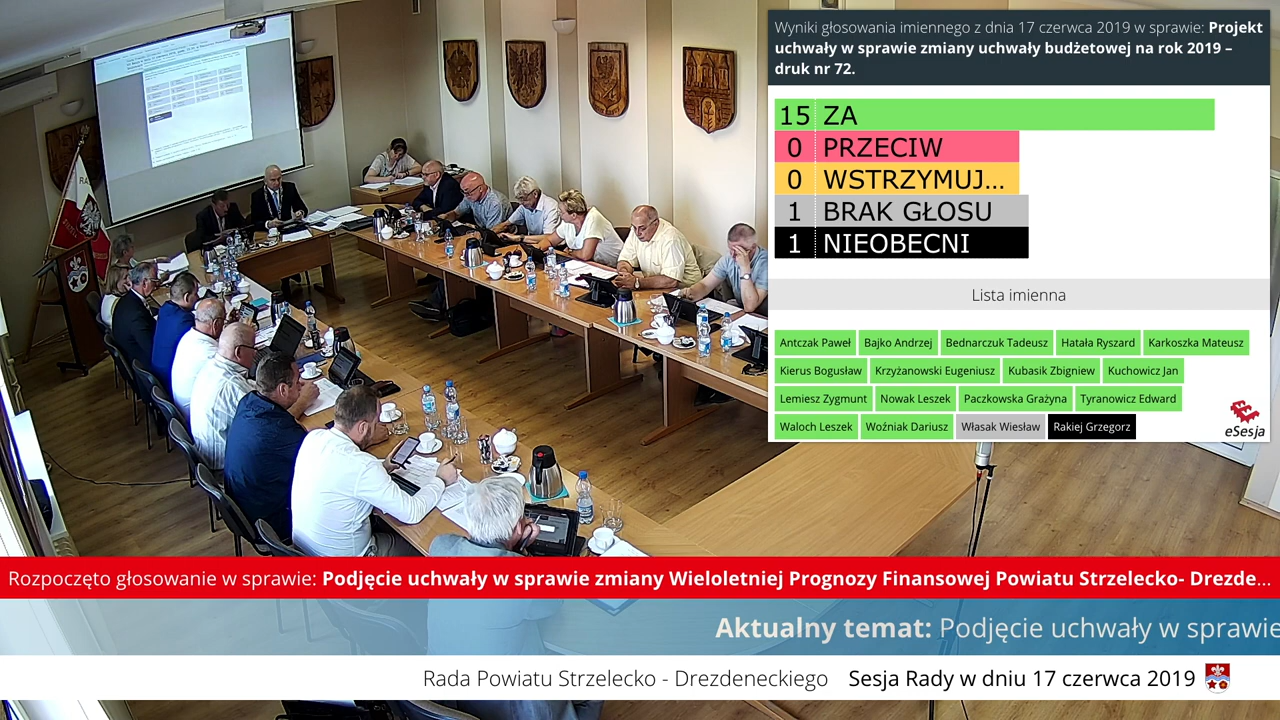 Wyniki głosowania imiennego z dnia 17 czerwca 2019 w sprawie: Projekt
uchwały w sprawie zmiany uchwały budżetowej na rok 2019 –
druk nr 72.
15 ZA
0 PRZECIW
0 WSTRZYMUJ...
1 BRAK GŁOSU
1 NIEOBECNI
Lista imienna
Antczak Paweł Bajko Andrzej Bednarczuk Tadeusz Hatała Ryszard Karkoszka Mateusz
Kierus Bogusław Krzyżanowski Eugeniusz Kubasik Zbigniew Kuchowicz Jan
Lemiesz Zygmunt Nowak Leszek Paczkowska Grażyna Tyranowicz Edward
Waloch Leszek Woźniak Dariusz Własak Wiesław Rakiej Grzegorz
eSesja
Rozpoczęto głosowanie w sprawie: Podjęcie uchwały w sprawie zmiany Wieloletniej Prognozy Finansowej Powiatu Strzelecko- Drezde...
Aktualny temat: Podjęcie uchwały w sprawie
Rada Powiatu Strzelecko - Drezdeneckiego Sesja Rady w dniu 17 czerwca 2019